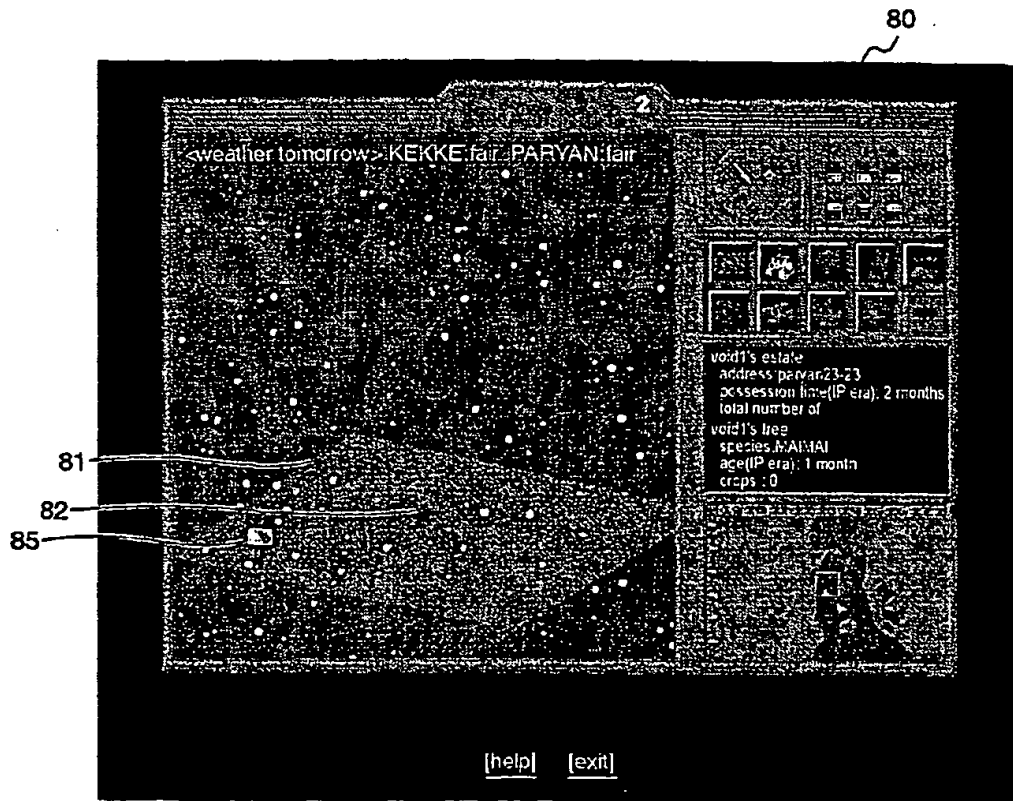 80
2
<weather tomorrow> KEKKE:fair PARYAN:fair
void1's estate
address:paryan23-23
possession time(IP era): 2 months
total number of
void1's tree
species:MAIMAI
age(IP era): 1 month
crops : 0
81
82
85
[help] [exit]